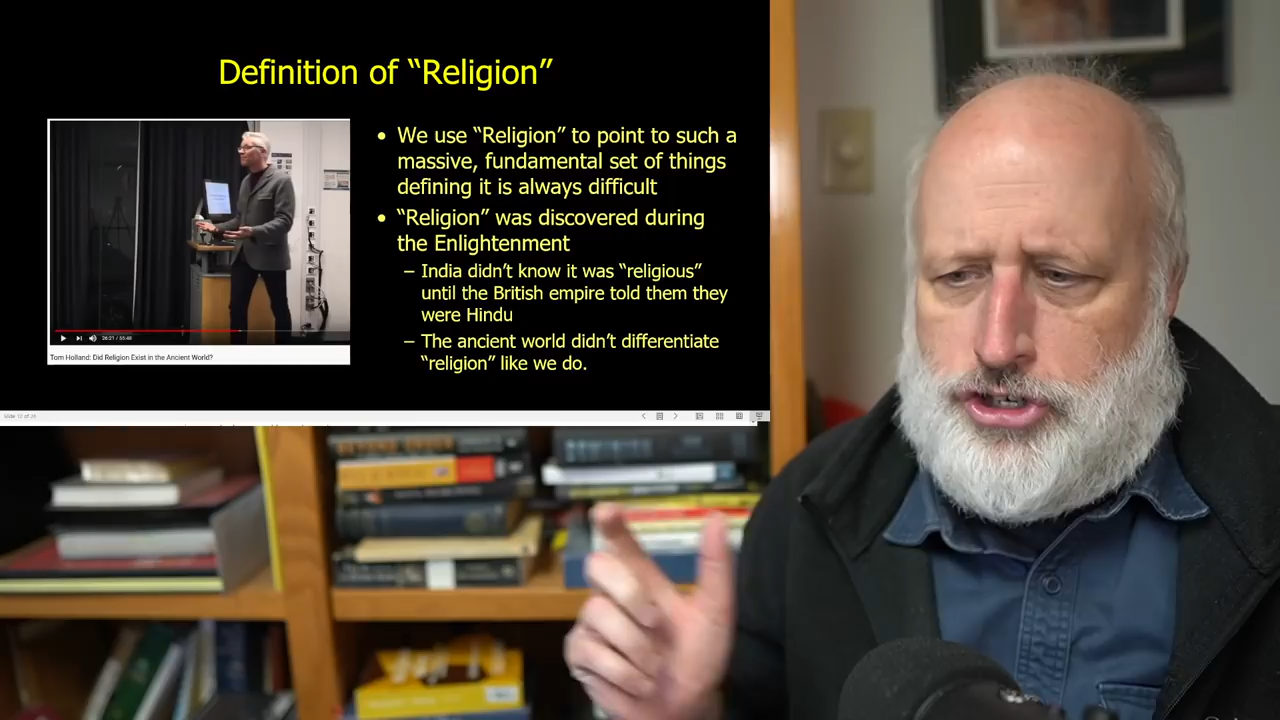 Definition of “Religion”
• We use “Religion” to point to such a
massive, fundamental set of things
defining it is always difficult
• “Religion” was discovered during
the Enlightenment
– India didn’t know it was “religious”
until the British empire told them they
were Hindu
– The ancient world didn’t differentiate
“religion” like we do.
Tom Holland: Did Religion Exist in the Ancient World?